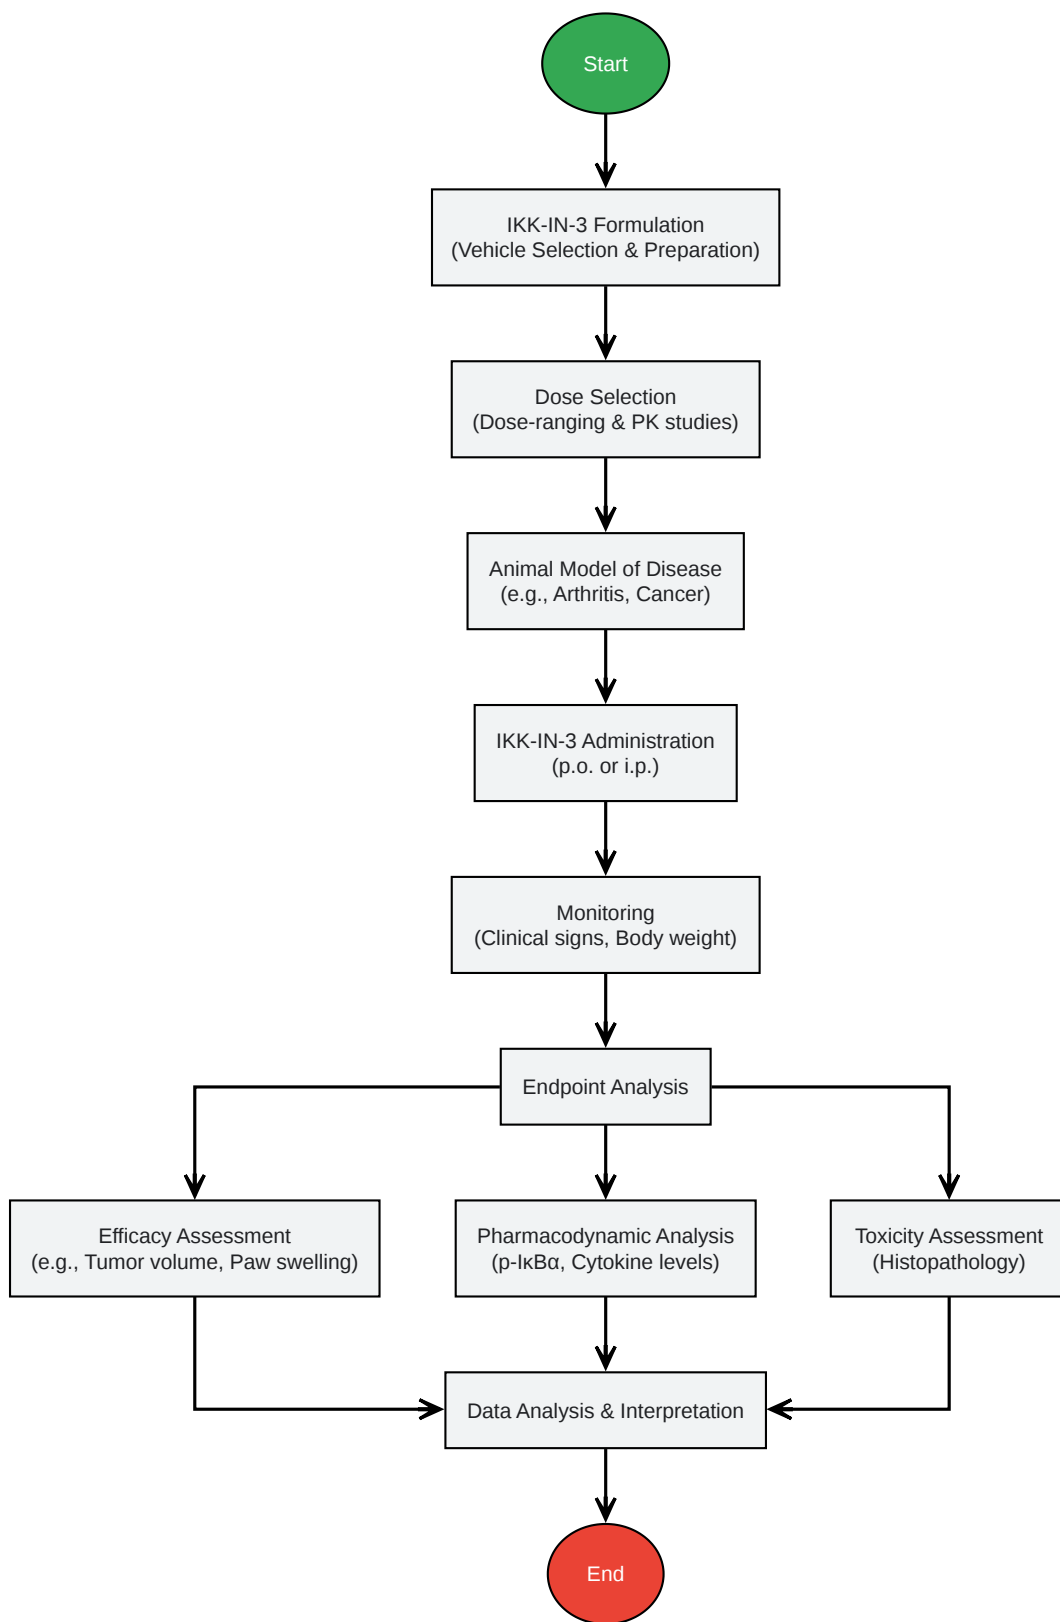 Start
IKK-IN-3 Formulation
(Vehicle Selection & Preparation)
Dose Selection
(Dose-ranging & PK studies)
Animal Model of Disease
(e.g., Arthritis, Cancer)
IKK-IN-3 Administration
(p.o. or i.p.)
Monitoring
(Clinical signs, Body weight)
Endpoint Analysis
Efficacy Assessment
(e.g., Tumor volume, Paw swelling)
Pharmacodynamic Analysis
(p-IκBα, Cytokine levels)
Toxicity Assessment
(Histopathology)
Data Analysis & Interpretation
End